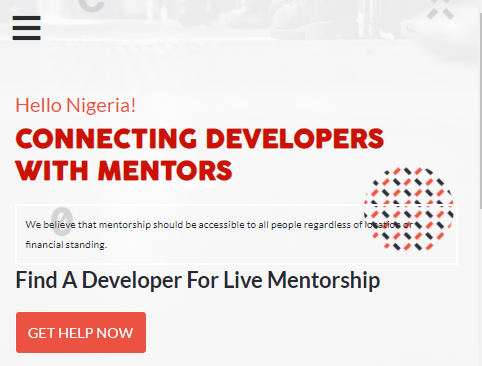 Hello Nigeria!
CONNECTING DEVELOPERS
WITH MENTORS
We believe that mentorship should be accessible to all people regardless of location or
financial standing.
Find A Developer For Live Mentorship
GET HELP NOW